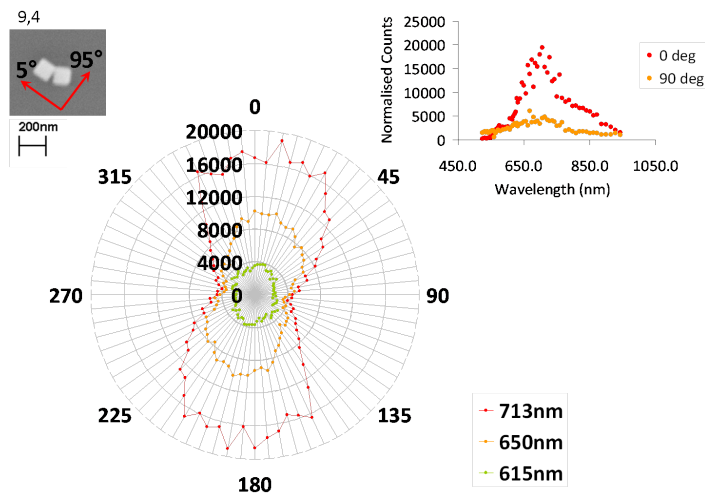 9,4
5°
95°
200nm
0
45
90
135
180
225
270
315
20000
16000
12000
8000
4000
0
Normalised Counts
25000
20000
15000
10000
5000
0
450.0 650.0 850.0 1050.0
Wavelength (nm)
0 deg
90 deg
713nm
650nm
615nm